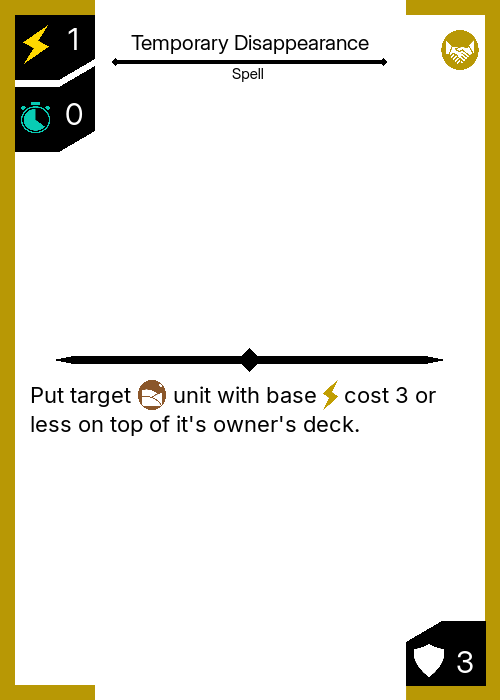 1
Temporary Disappearance
Spell
0
Put target unit with base cost 3 or
less on top of it's owner's deck.
3